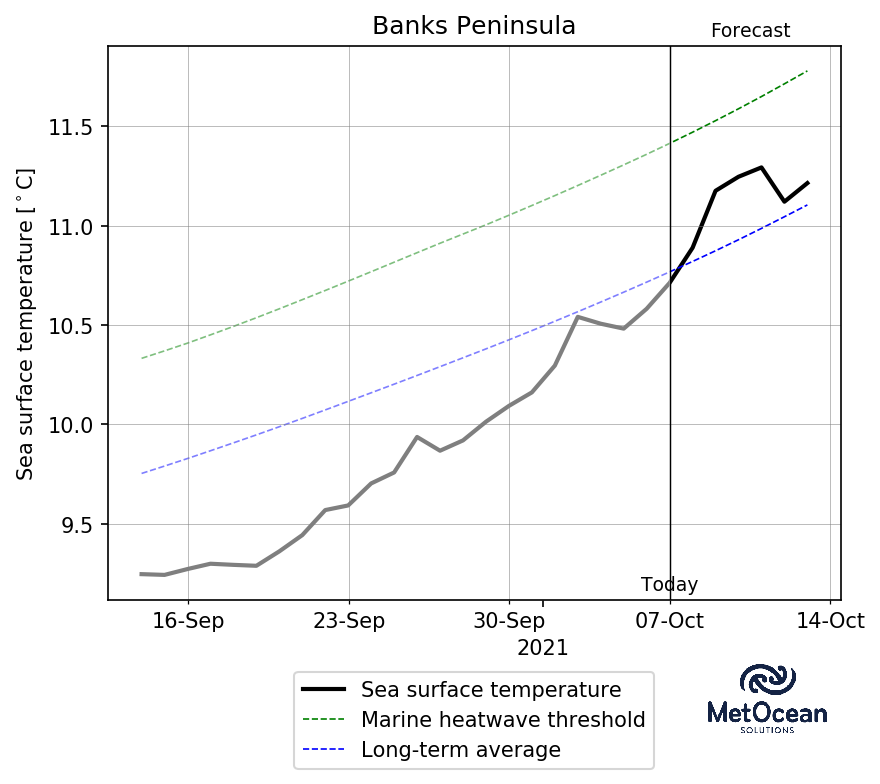 Banks Peninsula
Forecast
Sea surface temperature [°C]
11.5
11.0
10.5
10.0
9.5
Today
16-Sep 23-Sep 30-Sep 07-Oct 14-Oct
2021
Sea surface temperature
Marine heatwave threshold
Long-term average
MetOcean
SOLUTIONS